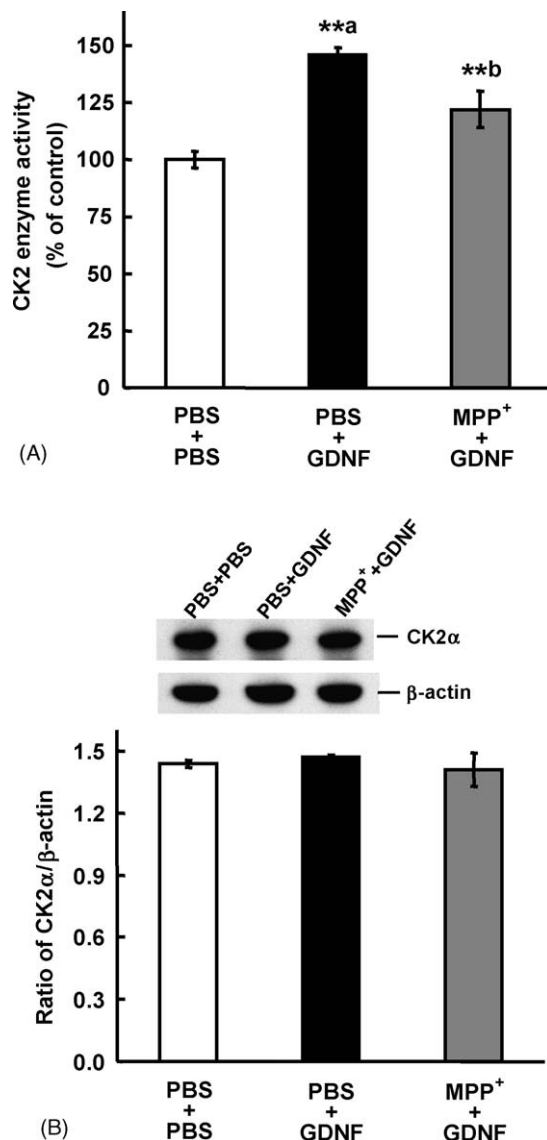 150
125
100
75
50
25
0
CK2 enzyme activity
(% of control)
**a
**b
PBS
+
PBS
PBS
+
GDNF
MPP+
+
GDNF
(A)
PBS+PBS
PBS+GDNF
MPP++GDNF
CK2α
β-actin
1.5
1.2
0.9
0.6
0.3
0.0
Ratio of CK2α/β-actin
PBS
+
PBS
PBS
+
GDNF
MPP+
+
GDNF
(B)